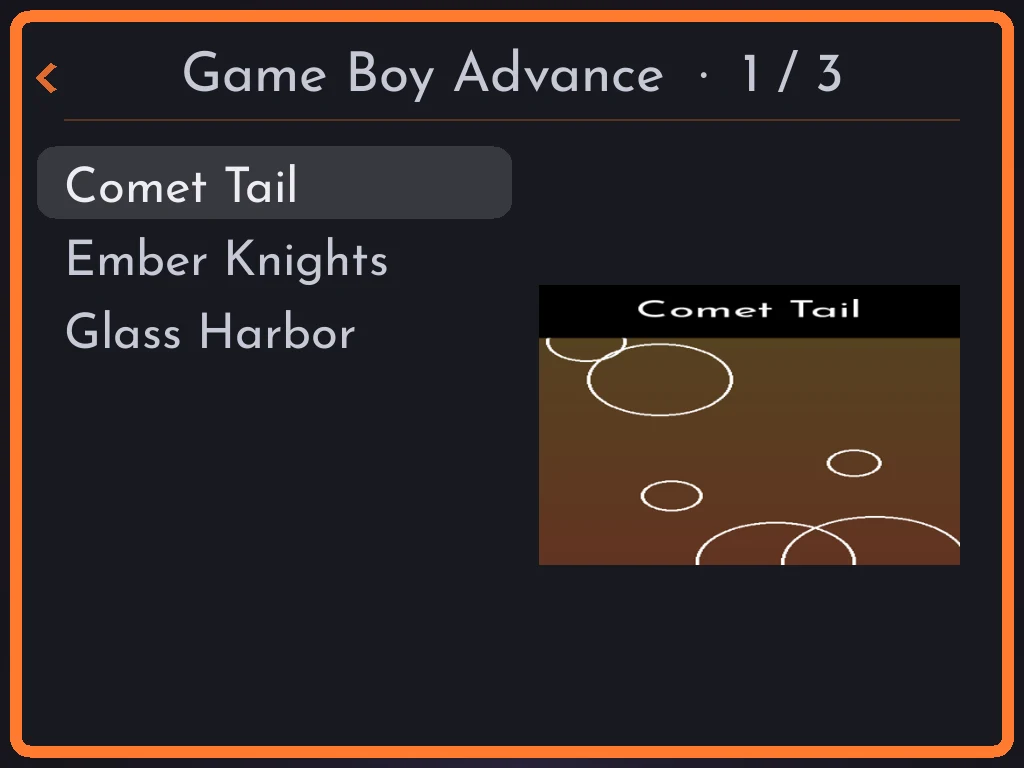 Game Boy Advance · 1 / 3
Comet Tail
Ember Knights
Glass Harbor
Comet Tail